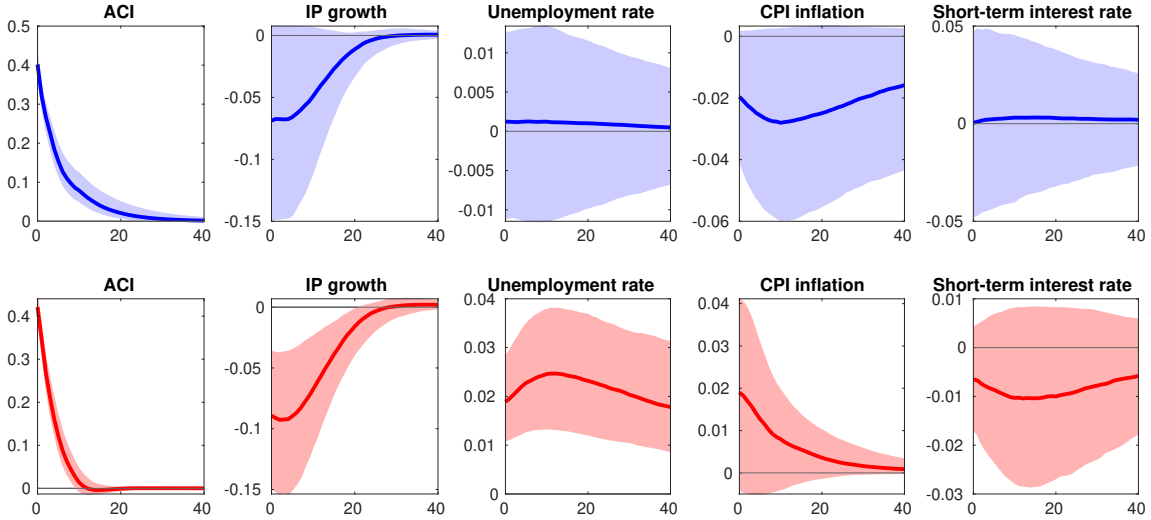 ACI IP growth Unemployment rate CPI inflation Short-term interest rate
0.5 0 0.01 0 0.05
0.4 0.005 -0.02
0.3 -0.05 0 0
0.2 -0.1 -0.005 -0.04
0.1 -0.01
0 -0.15 -0.06 -0.05
0 20 40 0 20 40 0 20 40 0 20 40 0 20 40
ACI IP growth Unemployment rate CPI inflation Short-term interest rate
0.4 0 0.04 0.04 0.01
0.3 -0.05 0.03 0.03 0
0.2 0.02 0.02 -0.01
0.1 -0.1 0.01 0.01 -0.02
0 -0.15 0 0 -0.03
0 20 40 0 20 40 0 20 40 0 20 40 0 20 40